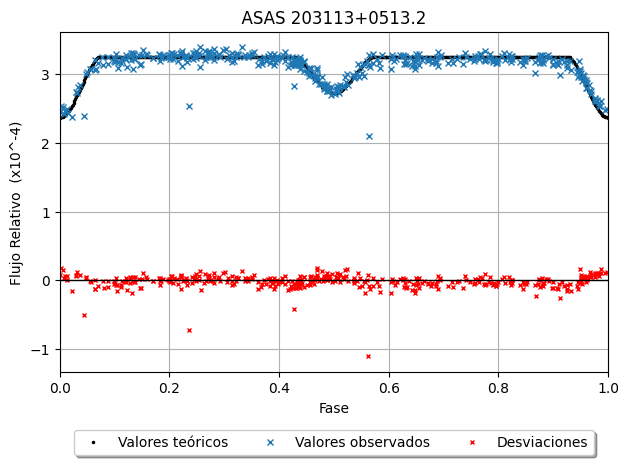 ASAS 203113+0513.2
Flujo Relativo (x10^-4)
3
2
1
0
−1
0.0 0.2 0.4 0.6 0.8 1.0
Fase
Valores teóricos Valores observados Desviaciones